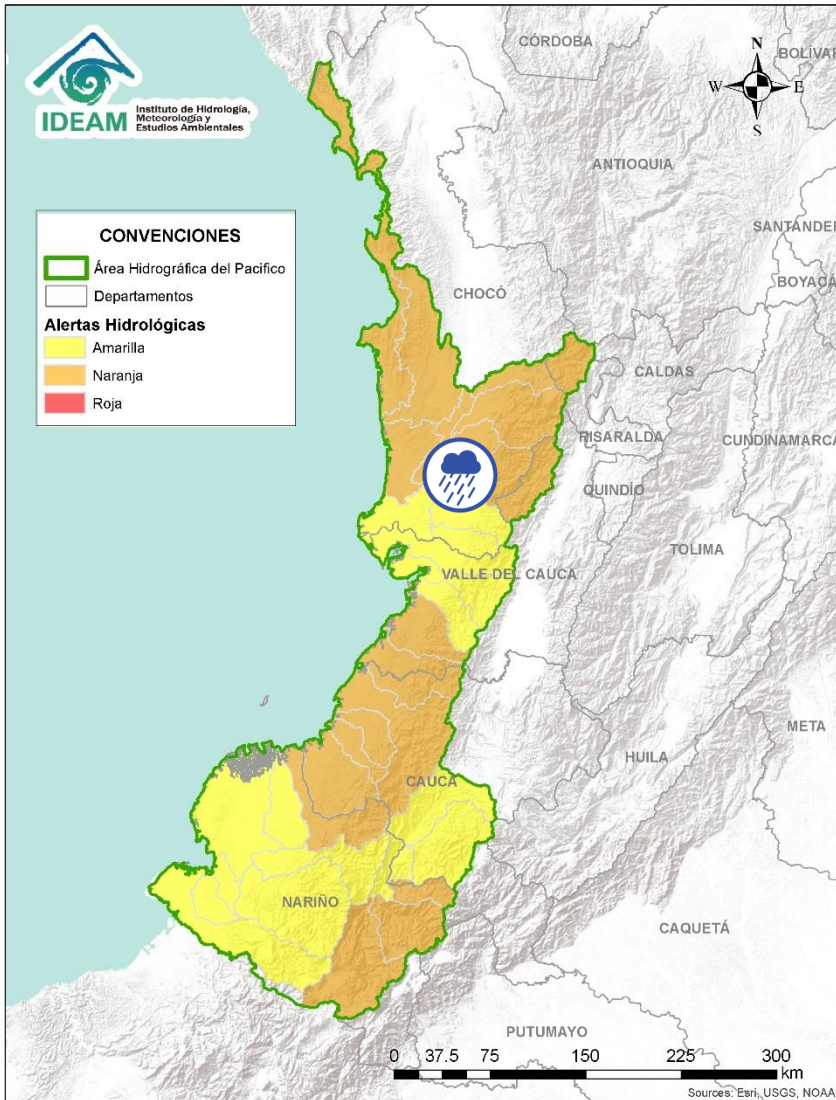 IDEAM
Instituto de Hidrología,
Meteorología y
Estudios Ambientales
CÓRDOBA
BOLÍVAR
N
W
E
S
ANTIOQUIA
SANTANDER
BOYACÁ
CONVENCIONES
Área Hidrográfica del Pacifico
Departamentos
Alertas Hidrológicas
Amarilla
Naranja
Roja
CHOCÓ
CALDAS
RISARALDA
CUNDINAMARCA
QUINDÍO
TOLIMA
VALLE DEL CAUCA
META
HUILA
CAUCA
NARIÑO
CAQUETÁ
PUTUMAYO
0 37.5 75 150 225 300
km
Sources: Esri, USGS, NOAA